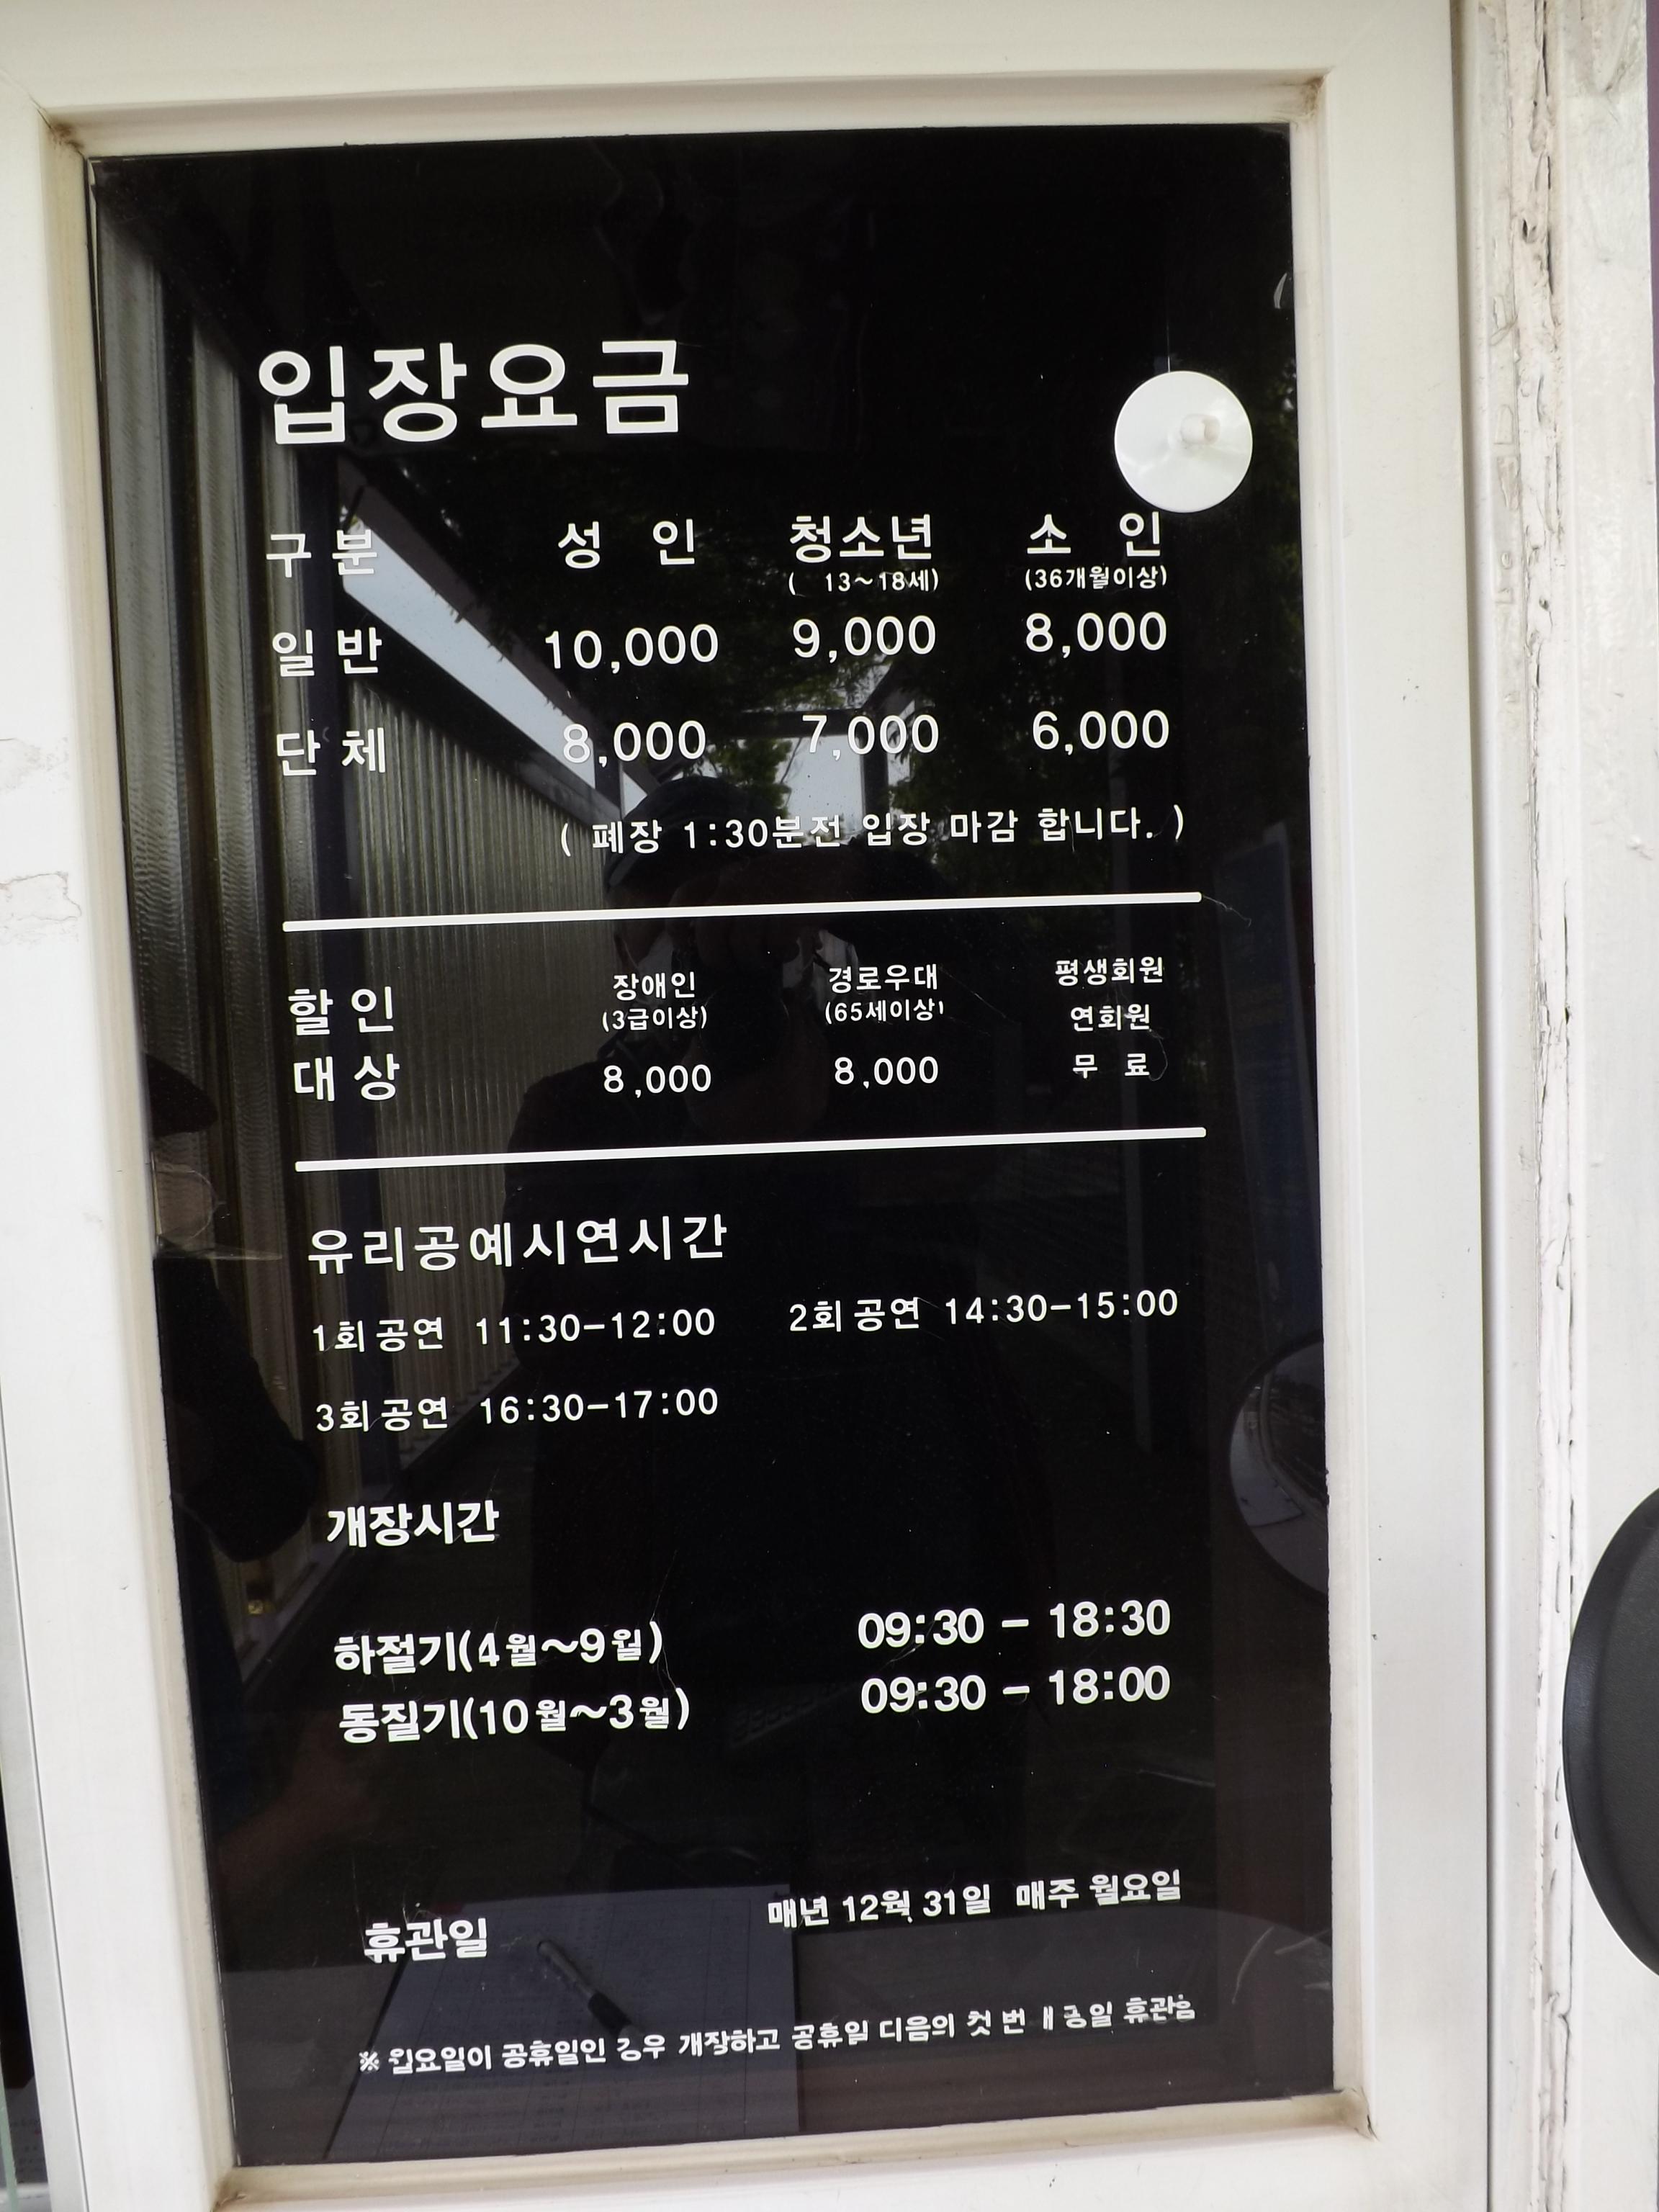 입장요금
구분 성인 청소년 소인
( 13~18세) (36개월이상)
일반 10,000 9,000 8,000
단체 8,000 7,000 6,000
( 폐장 1:30분전 입장 마감 합니다. )
할인 장애인 경로우대 평생회원
(3급이상) (65세이상) 연회원
대상 8,000 8,000 무료
유리공예시연시간
1회공연 11:30-12:00 2회공연 14:30-15:00
3회공연 16:30-17:00
개장시간
하절기(4월~9월) 09:30 - 18:30
동질기(10월~3월) 09:30 - 18:00
휴관일 매년 12월 31일 매주 월요일
※ 월요일이 공휴일인 경우 개장하고 공휴일 디음의 첫 번 휴관음